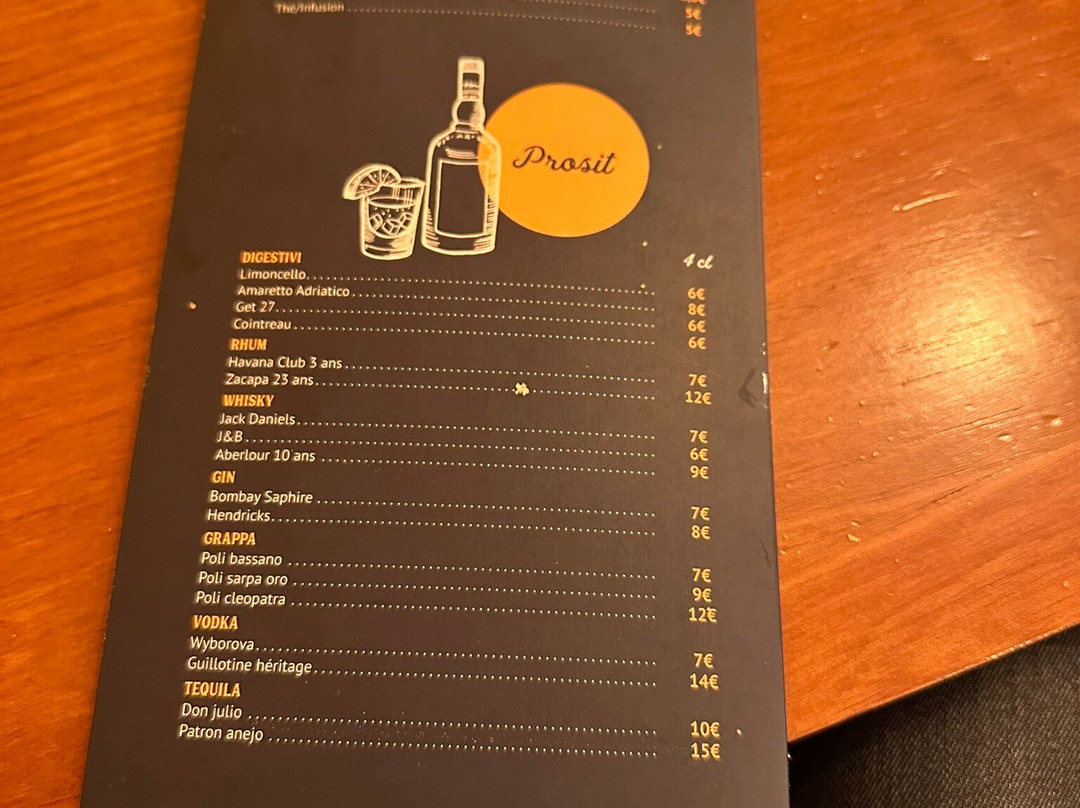 Thé/Infusion 5€
5€
Prosit
DIGESTIVI 4 cl
Limoncello 6€
Amaretto Adriatico 8€
Get 27 6€
Cointreau 6€
RHUM
Havana Club 3 ans 7€
Zacapa 23 ans 12€
WHISKY
Jack Daniels 7€
J&B 6€
Aberlour 10 ans 9€
GIN
Bombay Saphire 7€
Hendricks 8€
GRAPPA
Poli bassano 7€
Poli sarpa oro 9€
Poli cleopatra 12€
VODKA
Wyborova 7€
Guillotine héritage 14€
TEQUILA
Don julio 10€
Patron anejo 15€